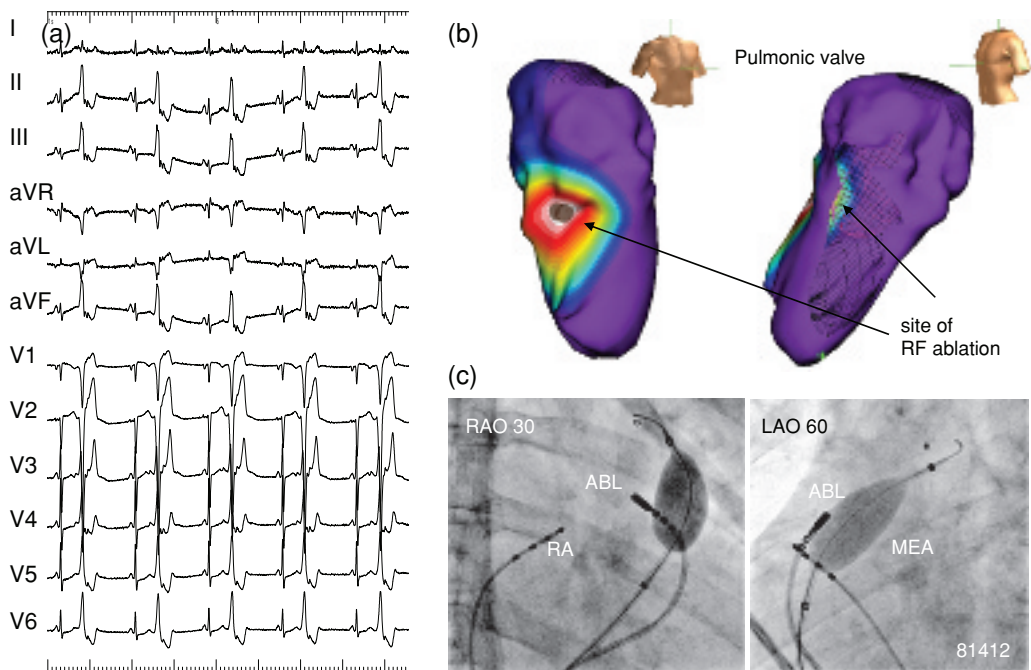 (a)
I
II
III
aVR
aVL
aVF
V1
V2
V3
V4
V5
V6
(b)
Pulmonic valve
site of
RF ablation
(c)
RAO 30
ABL
RA
LAO 60
ABL
MEA
81412